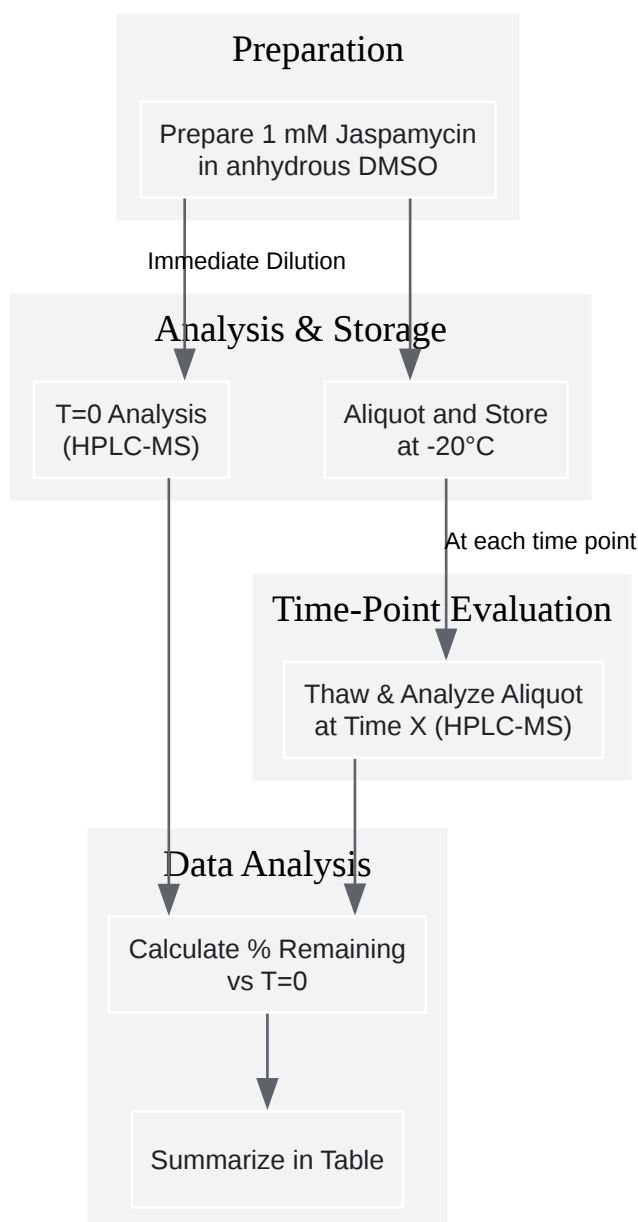 Preparation
Prepare 1 mM Jaspamycin
in anhydrous DMSO
Immediate Dilution
Analysis & Storage
T=0 Analysis
(HPLC-MS)
Aliquot and Store
at -20°C
At each time point
Time-Point Evaluation
Thaw & Analyze Aliquot
at Time X (HPLC-MS)
Data Analysis
Calculate % Remaining
vs T=0
Summarize in Table